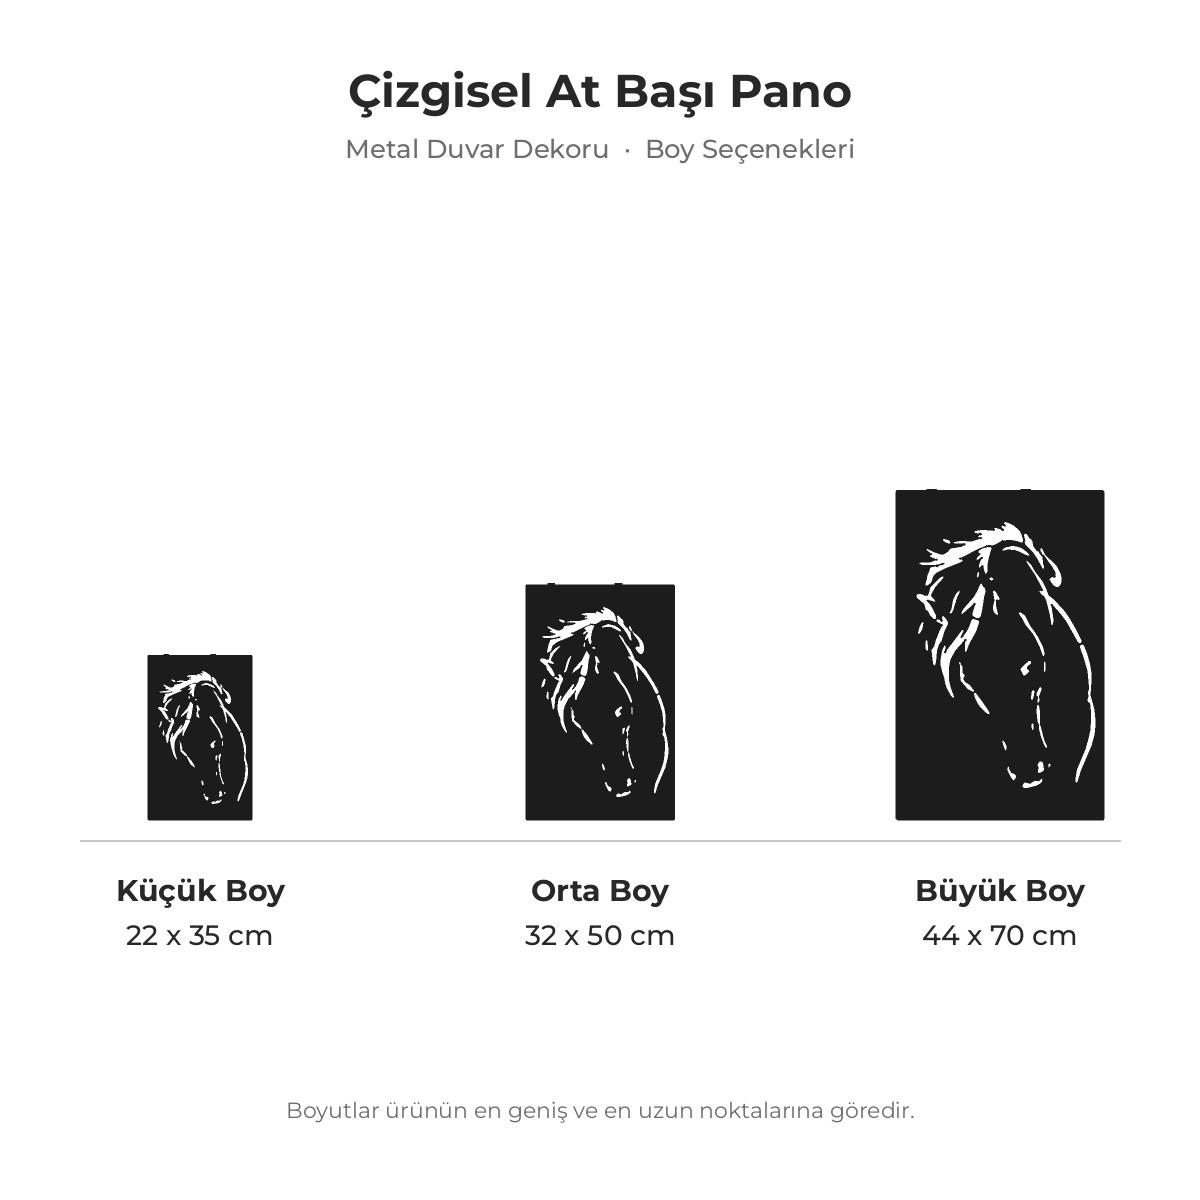 Çizgisel At Başı Pano
Metal Duvar Dekoru · Boy Seçenekleri
Küçük Boy
22 x 35 cm
Orta Boy
32 x 50 cm
Büyük Boy
44 x 70 cm
Boyutlar ürünün en geniş ve en uzun noktalarına göredir.